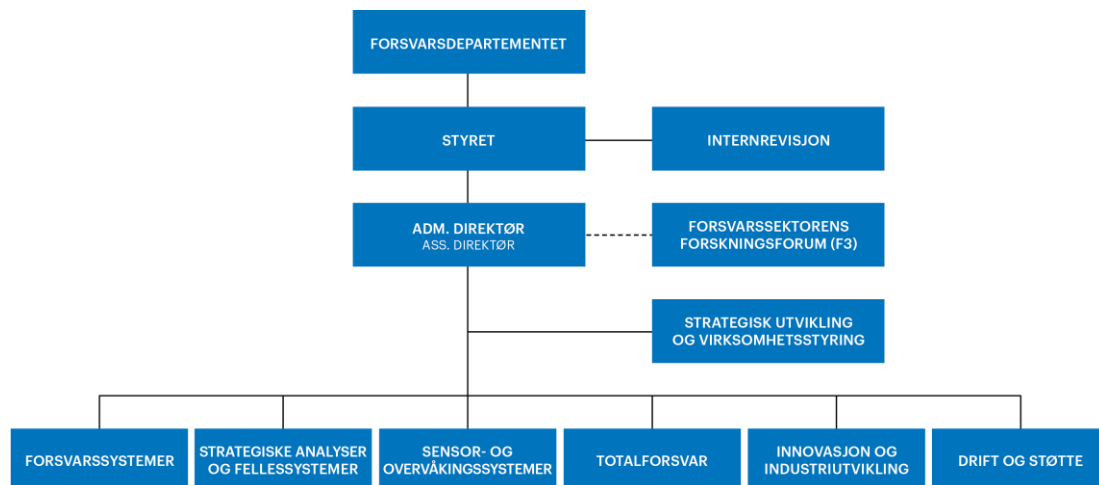 FORSVARSDEPARTEMENTET
STYRET
INTERNREVISJON
ADM. DIREKTØR
ASS. DIREKTØR
FORSVARSSEKTORENS
FORSKNINGSFORUM (F3)
STRATEGISK UTVIKLING
OG VIRKSOMHETSSTYRING
FORSVARSSYSTEMER
STRATEGISKE ANALYSER
OG FELLESSYSTEMER
SENSOR- OG
OVERVÅKINGSSYSTEMER
TOTALFORSVAR
INNOVASJON OG
INDUSTRIUTVIKLING
DRIFT OG STØTTE